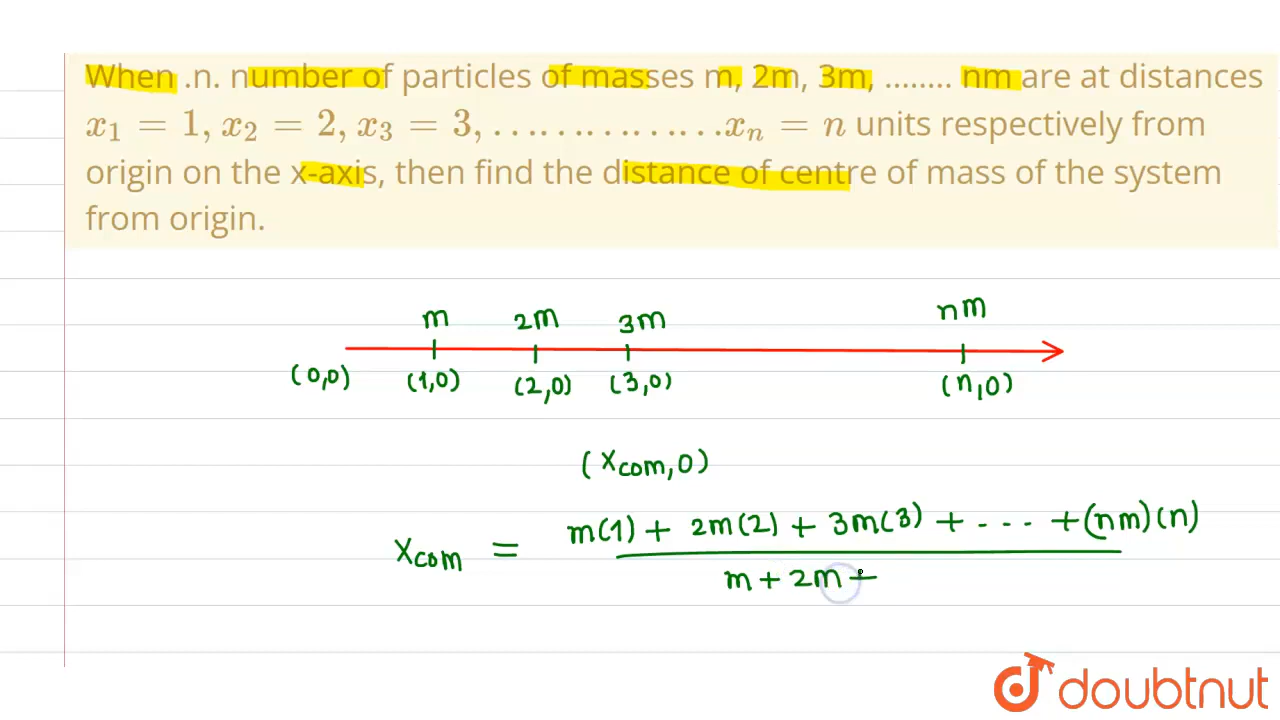 When .n. number of particles of masses m, 2m, 3m, ........ nm are at distances
x₁ = 1, x₂ = 2, x₃ = 3, ............... xₙ = n units respectively from
origin on the x-axis, then find the distance of centre of mass of the system
from origin.
m 2m 3m nm
(0,0) (1,0) (2,0) (3,0) (n,0)
(xcom,0)
m(1) + 2m(2) + 3m(3) + --- + (nm)(n)
xcom =
m + 2m +
doubtnut